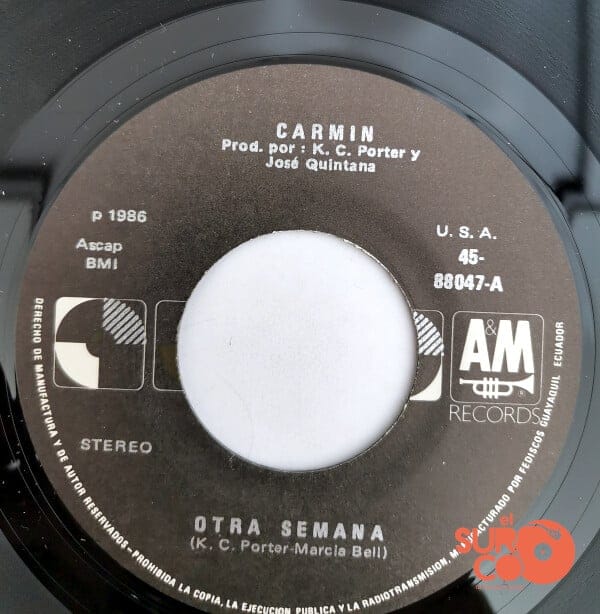 CARMIN
Prod. por : K. C. Porter y
José Quintana
p 1986
Ascap
BMI
U. S. A.
45-
88047-A
A&M
RECORDS
STEREO
OTRA SEMANA
(K. C. Porter-Marcia Bell)
DERECHO DE MANUFACTURA Y DE AUTOR RESERVADOS - PROHIBIDA LA COPIA, LA EJECUCION PUBLICA Y LA RADIOTRANSMISION, MANUFACTURADO POR FEDISCOS GUAYAQUIL ECUADOR
el
SURCO